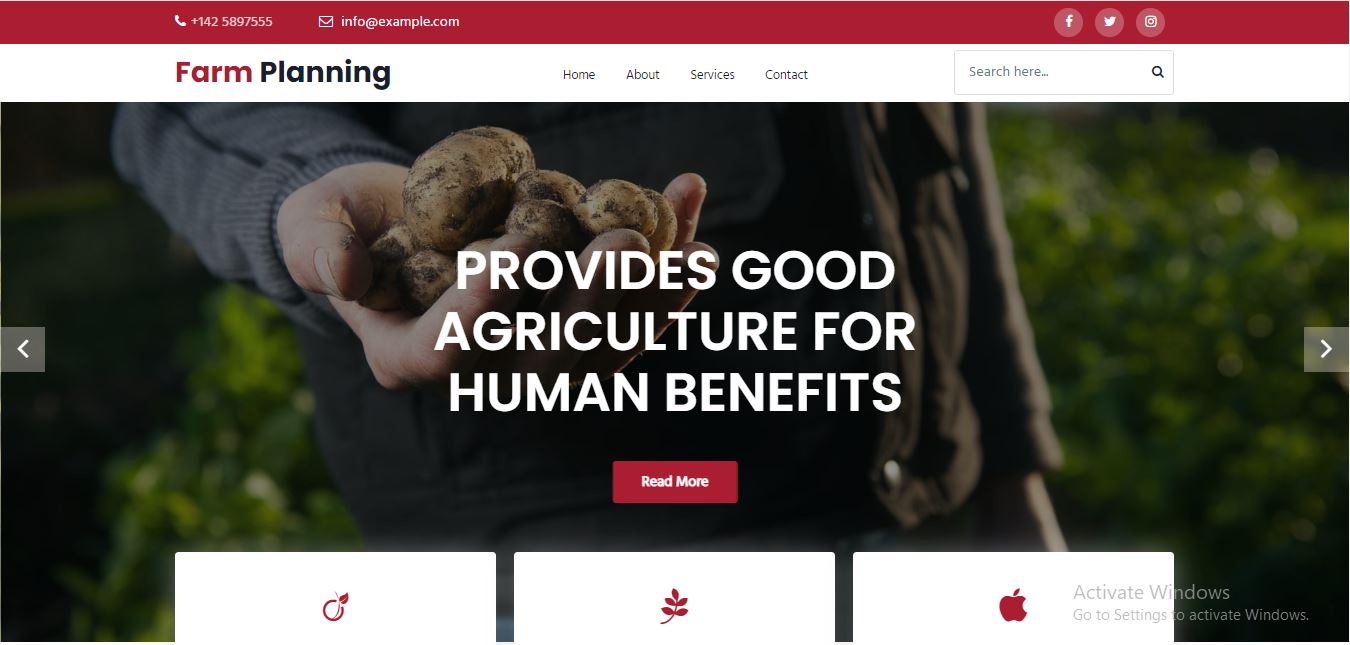 +142 5897555
info@example.com
Farm Planning
Home
About
Services
Contact
Search here...
PROVIDES GOOD
AGRICULTURE FOR
HUMAN BENEFITS
Read More
Activate Windows
Go to Settings to activate Windows.